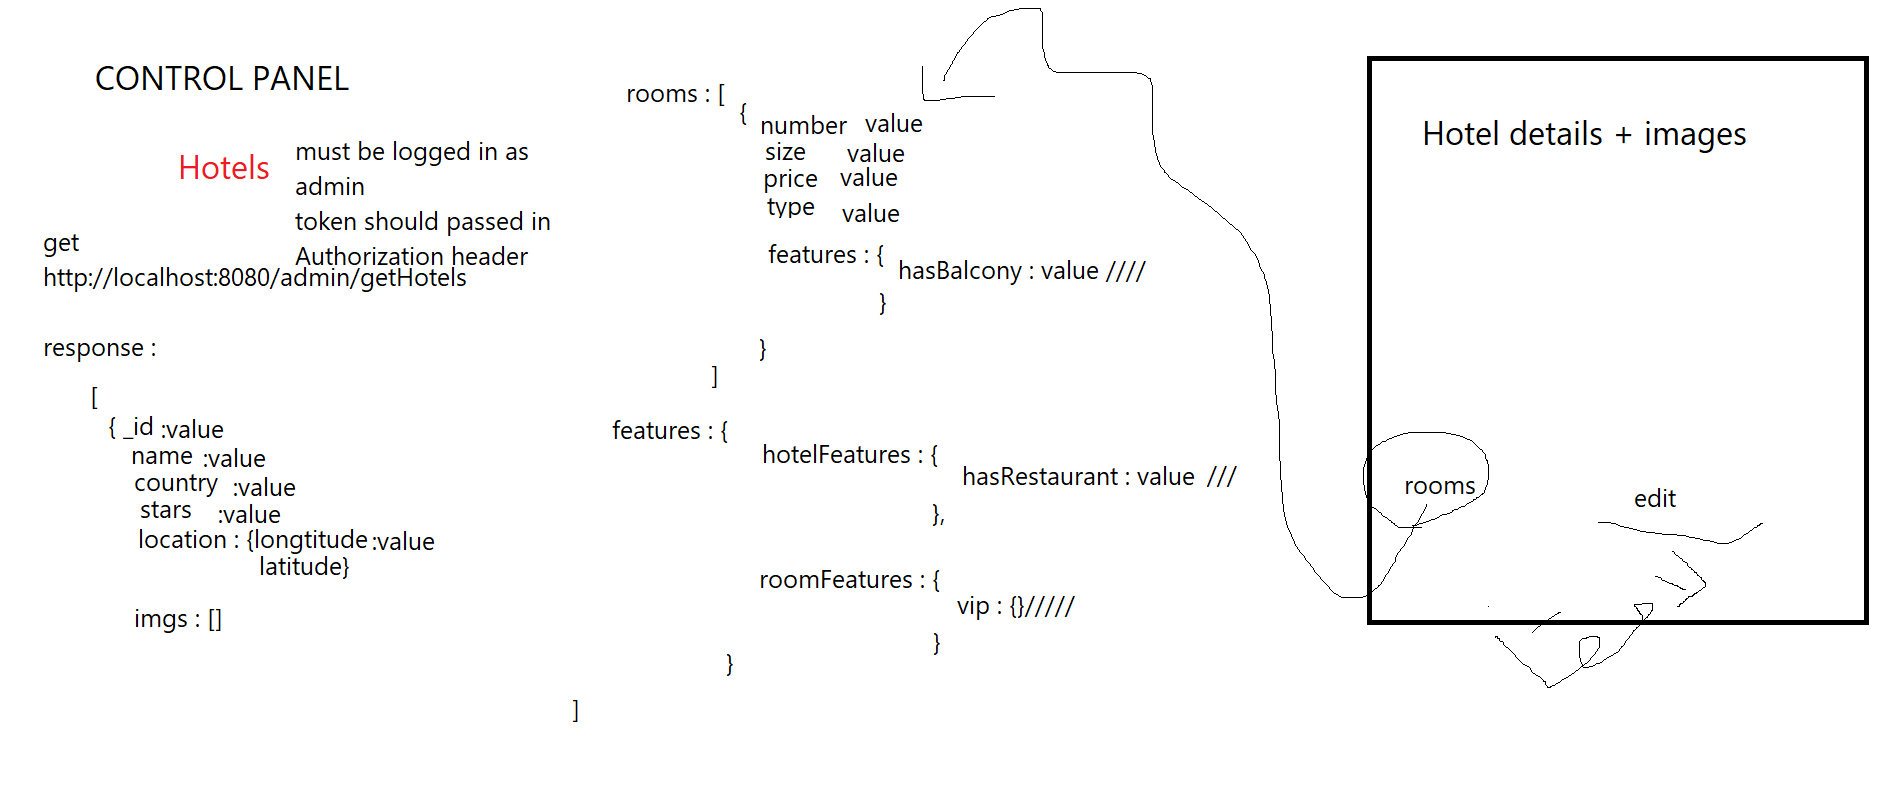 CONTROL PANEL
Hotels
must be logged in as
admin
token should passed in
Authorization header
get
http://localhost:8080/admin/getHotels
response :
[
{ _id :value
name :value
country :value
stars :value
location : {longtitude :value
latitude}
imgs : []
rooms : [
{
number value
size value
price value
type value
features : {
hasBalcony : value ////
}
}
]
features : {
hotelFeatures : {
hasRestaurant : value ///
},
roomFeatures : {
vip : {}/////
}
}
]
Hotel details + images
rooms
edit